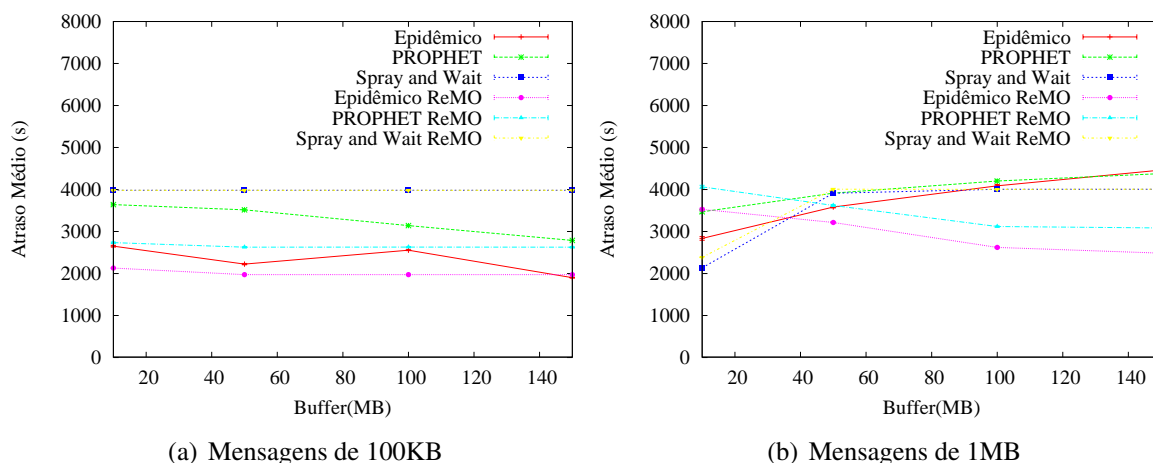 8000
7000
6000
5000
4000
3000
2000
1000
0
Atraso Médio (s)
Epidêmico
PROPHET
Spray and Wait
Epidêmico ReMO
PROPHET ReMO
Spray and Wait ReMO
20 40 60 80 100 120 140
Buffer(MB)
(a) Mensagens de 100KB
8000
7000
6000
5000
4000
3000
2000
1000
0
Atraso Médio (s)
Epidêmico
PROPHET
Spray and Wait
Epidêmico ReMO
PROPHET ReMO
Spray and Wait ReMO
20 40 60 80 100 120 140
Buffer(MB)
(b) Mensagens de 1MB